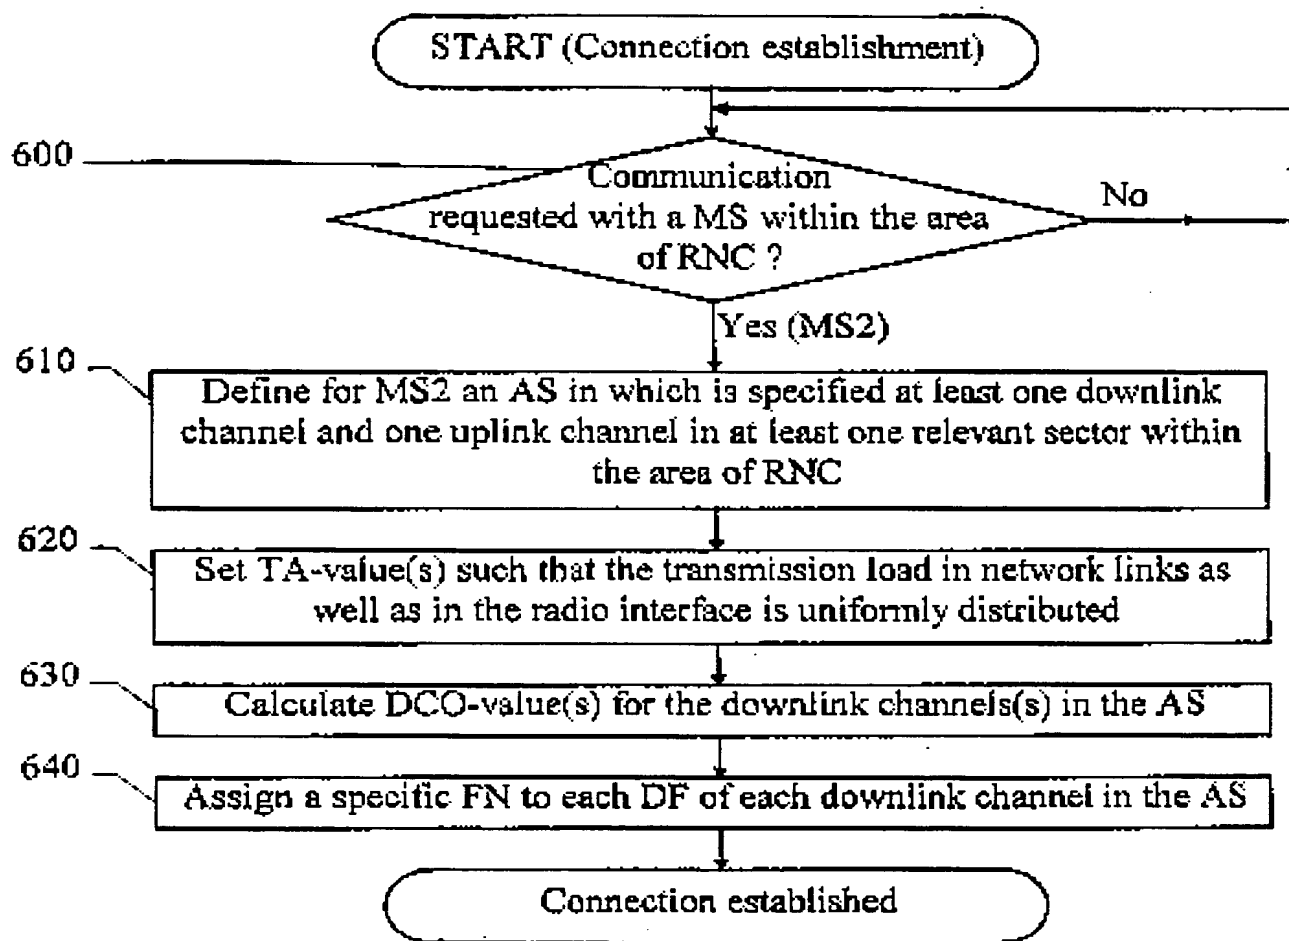 START (Connection establishment)
600
Communication
requested with a MS within the area
of RNC ?
No
Yes (MS2)
610
Define for MS2 an AS in which is specified at least one downlink
channel and one uplink channel in at least one relevant sector within
the area of RNC
620
Set TA-value(s) such that the transmission load in network links as
well as in the radio interface is uniformly distributed
630
Calculate DCO-value(s) for the downlink channels(s) in the AS
640
Assign a specific FN to each DF of each downlink channel in the AS
Connection established